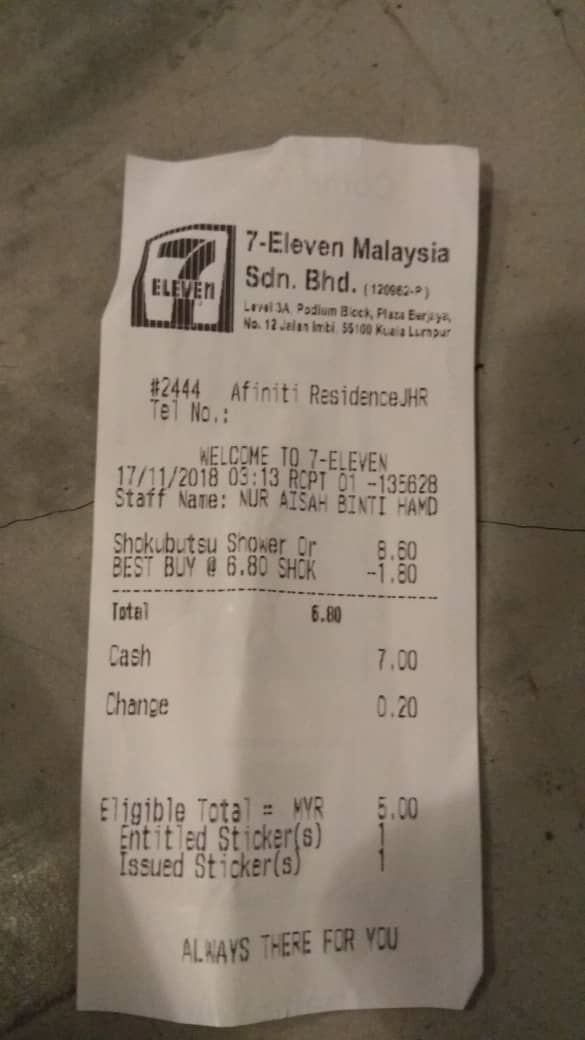 7
ELEVEN
7-Eleven Malaysia
Sdn. Bhd. (120962-P)
Level 3A, Podium Block, Plaza Berjaya,
No. 12 Jalan Imbi, 55100 Kuala Lumpur
#2444 Afiniti ResidenceJHR
Tel No.:
WELCOME TO 7-ELEVEN
17/11/2018 03:13 RCPT 01 -135628
Staff Name: NUR AISAH BINTI HAMD
Shokubutsu Shower Or 8.60
BEST BUY @ 6.80 SHOK -1.80
Total 6.80
Cash 7.00
Change 0.20
Eligible Total = MYR 5.00
Entitled Sticker(s) 1
Issued Sticker(s) 1
ALWAYS THERE FOR YOU